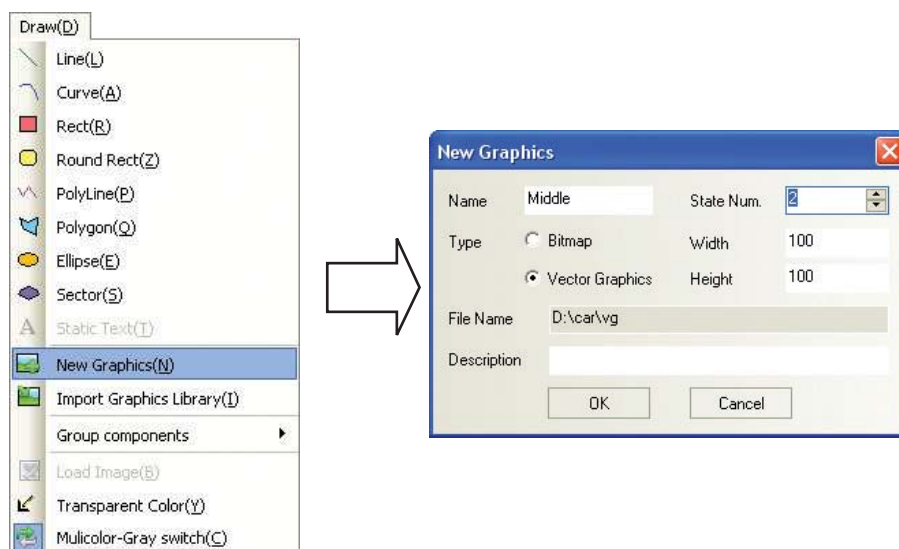 Draw(D)
Line(L)
Curve(A)
Rect(R)
Round Rect(Z)
PolyLine(P)
Polygon(Q)
Ellipse(E)
Sector(S)
A Static Text(T)
New Graphics(N)
Import Graphics Library(I)
Group components
Load Image(B)
Transparent Color(Y)
Mulicolor-Gray switch(C)
New Graphics
Name Middle State Num. 2
Type Bitmap Width 100
Vector Graphics Height 100
File Name D:\car\vg
Description
OK Cancel